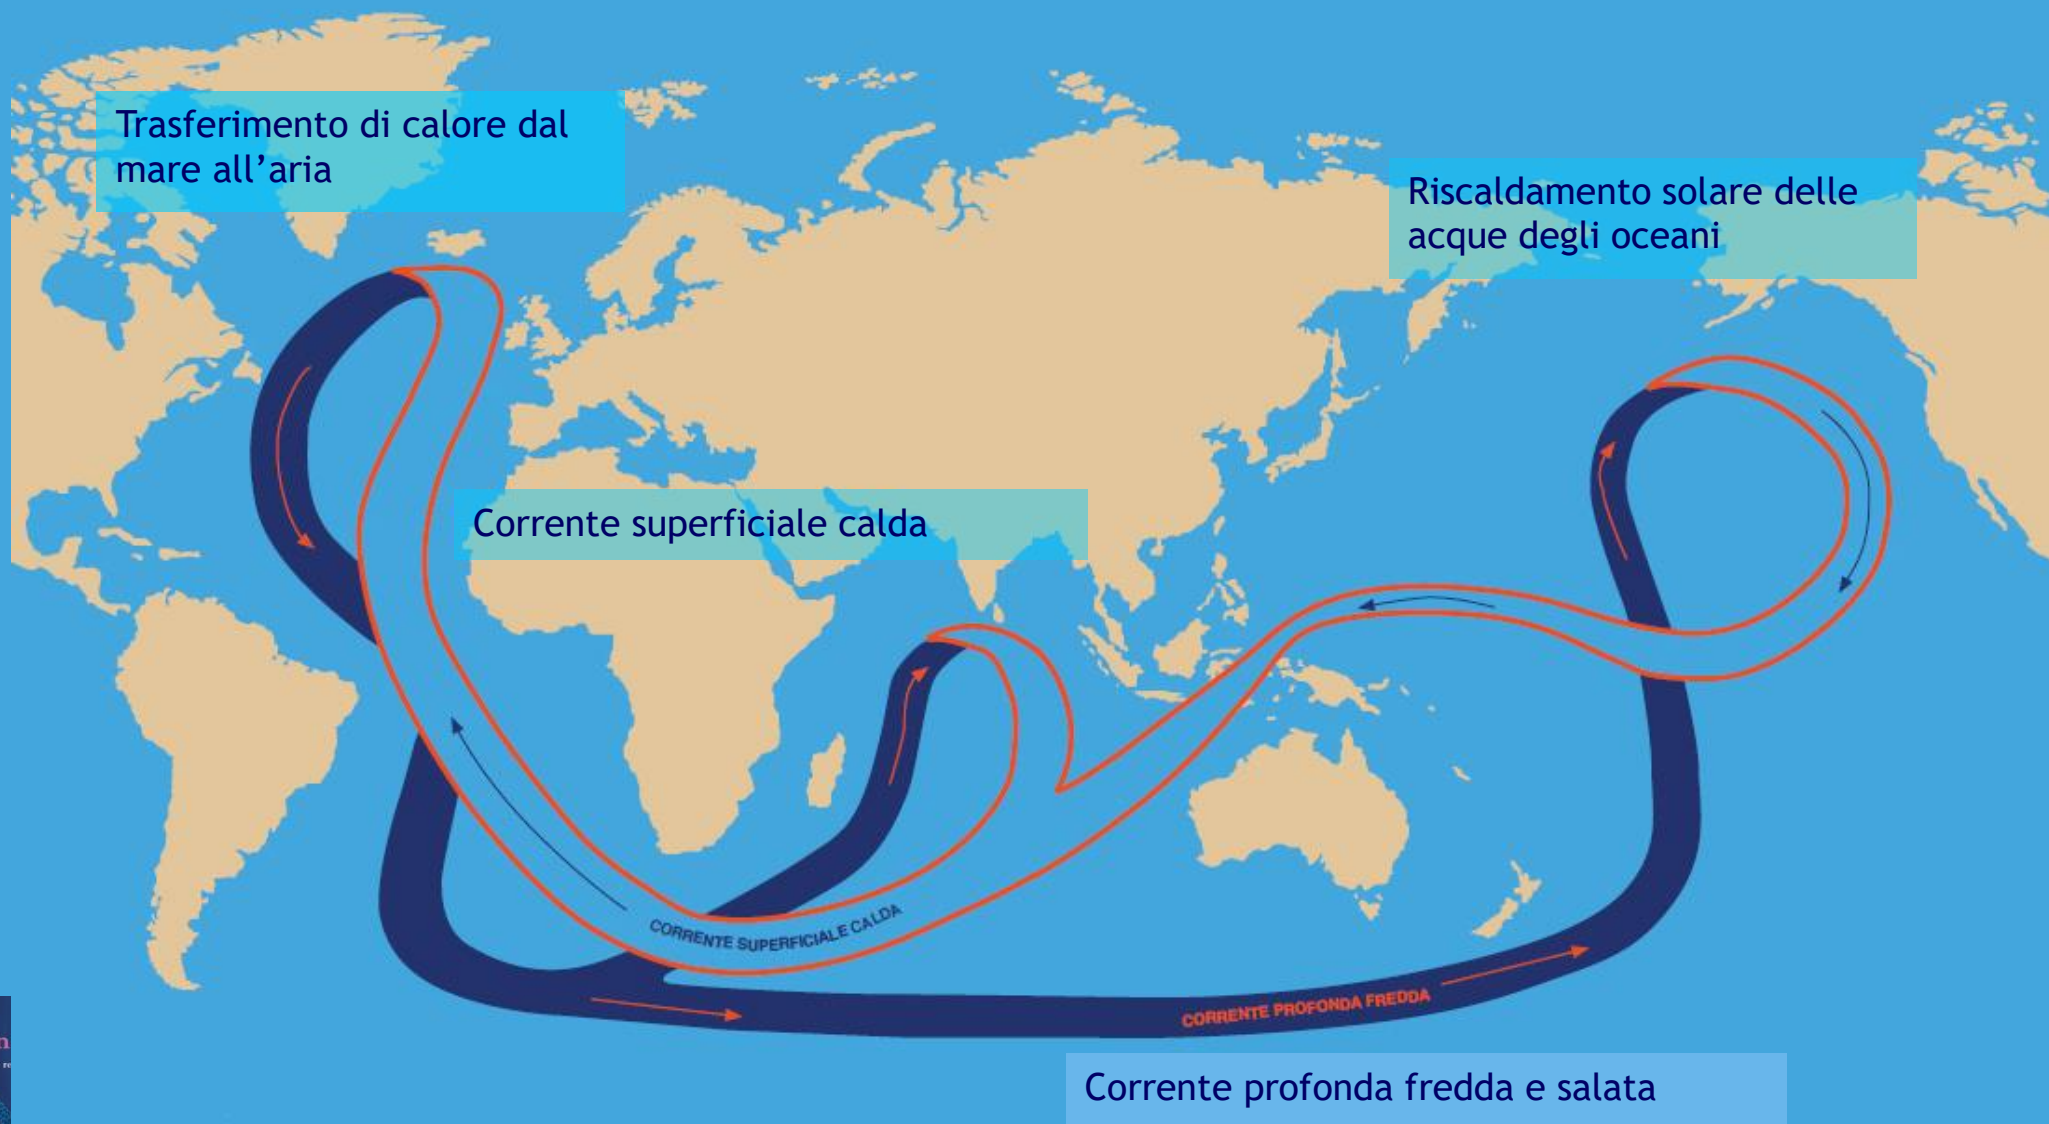 Trasferimento di calore dal
mare all’aria
Riscaldamento solare delle
acque degli oceani
Corrente superficiale calda
CORRENTE SUPERFICIALE CALDA
CORRENTE PROFONDA FREDDA
Corrente profonda fredda e salata